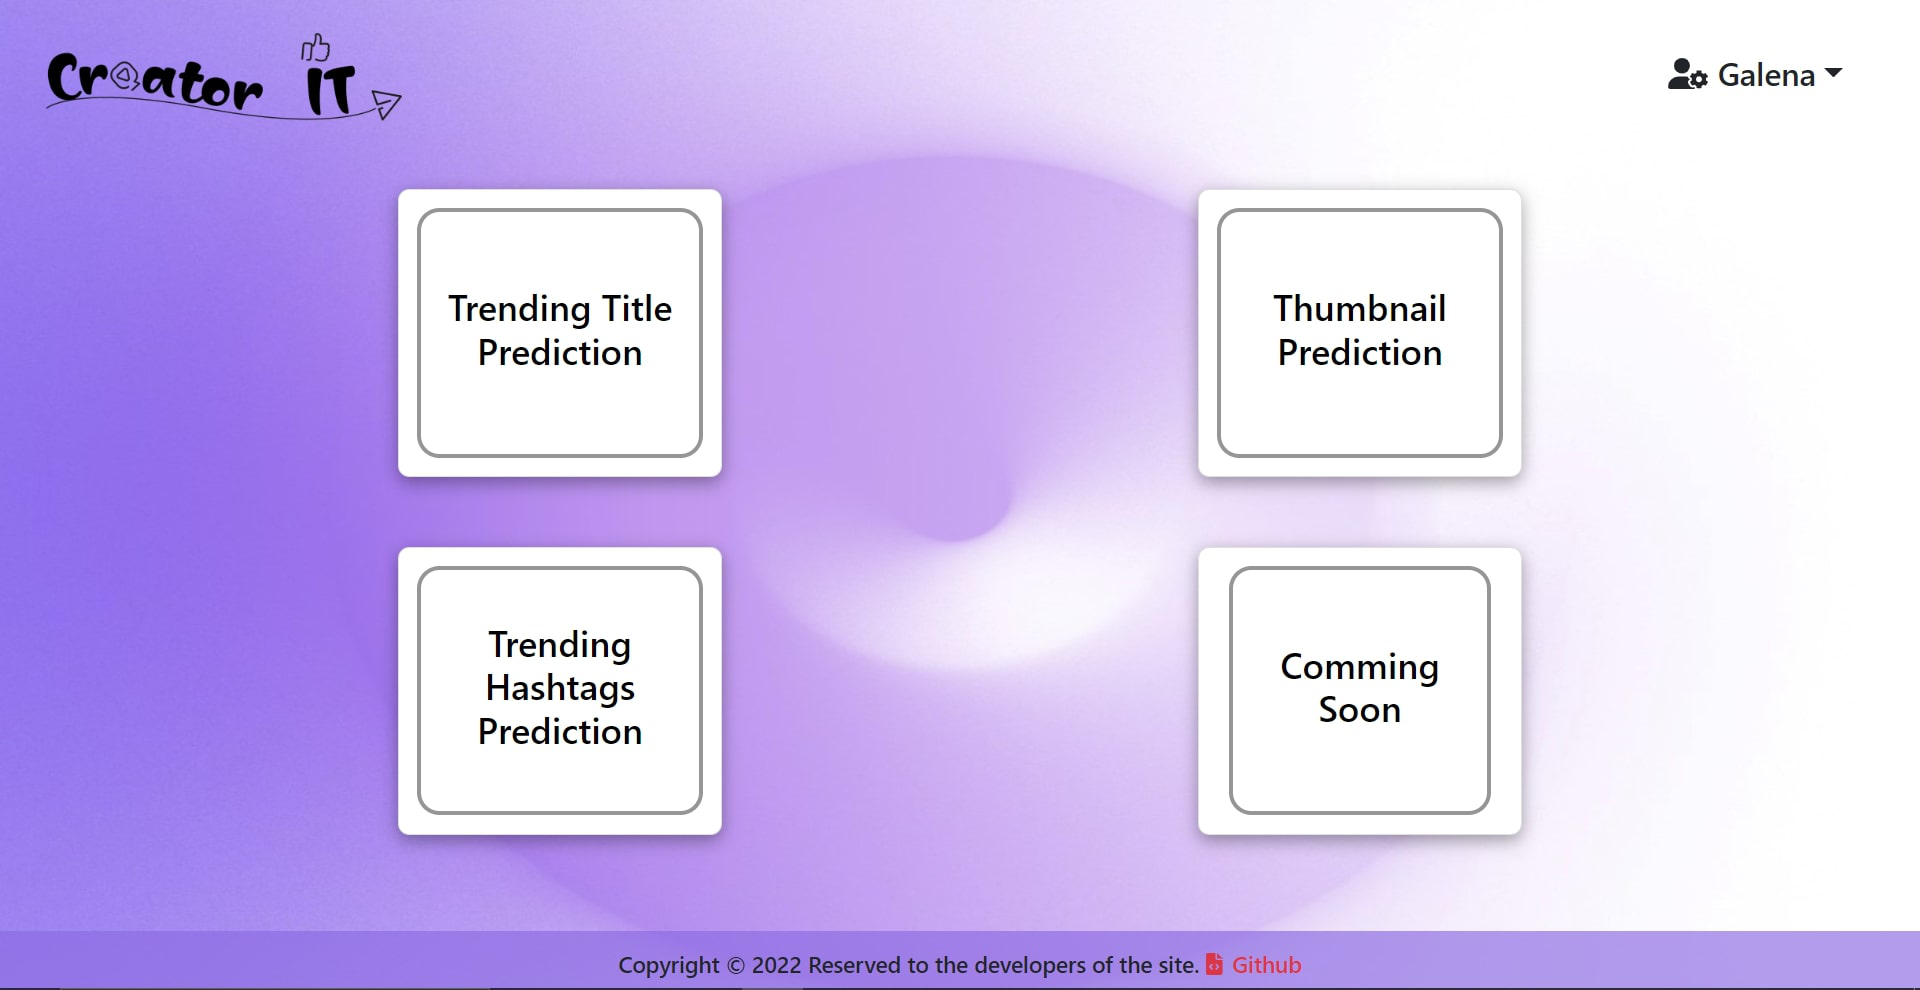 Creator IT
Galena
Trending Title
Prediction
Thumbnail
Prediction
Trending
Hashtags
Prediction
Comming
Soon
Copyright © 2022 Reserved to the developers of the site. Github